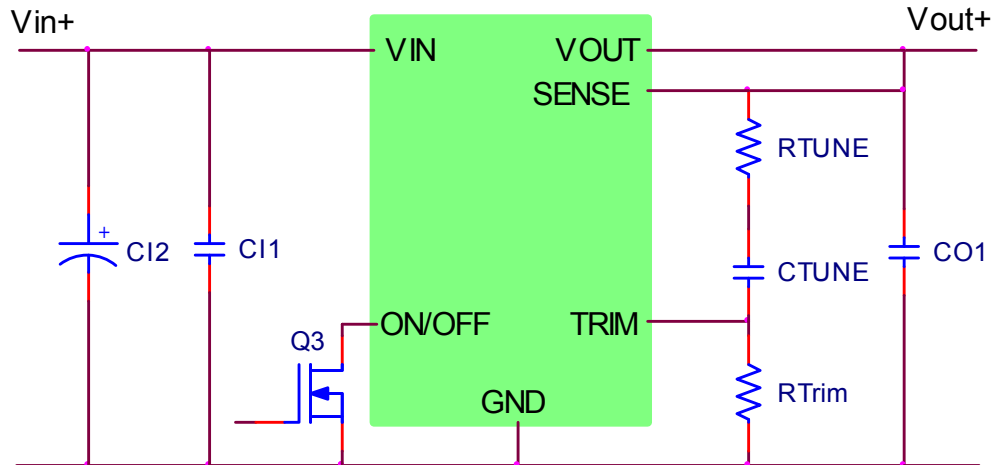 Vin+
Vout+
VIN
VOUT
SENSE
RTUNE
+
CI2
CI1
CTUNE
CO1
ON/OFF
TRIM
Q3
RTrim
GND